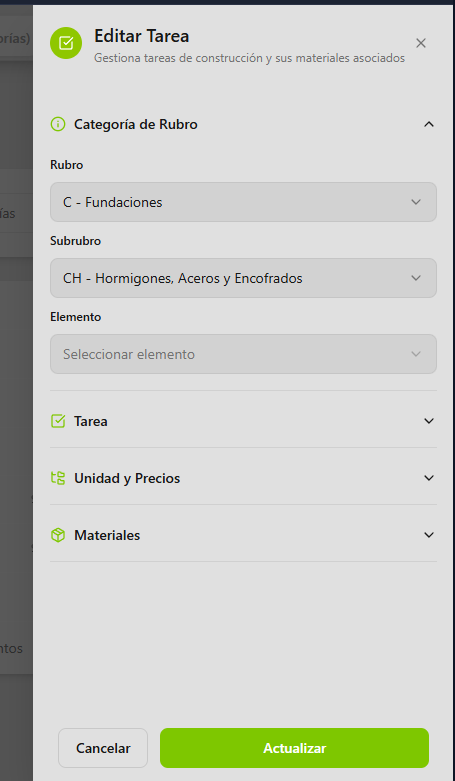 orías)
Editar Tarea
Gestiona tareas de construcción y sus materiales asociados
Categoría de Rubro
Rubro
C - Fundaciones
ías
Subrubro
CH - Hormigones, Aceros y Encofrados
Elemento
Seleccionar elemento
Tarea
Unidad y Precios
Materiales
ntos
Cancelar
Actualizar